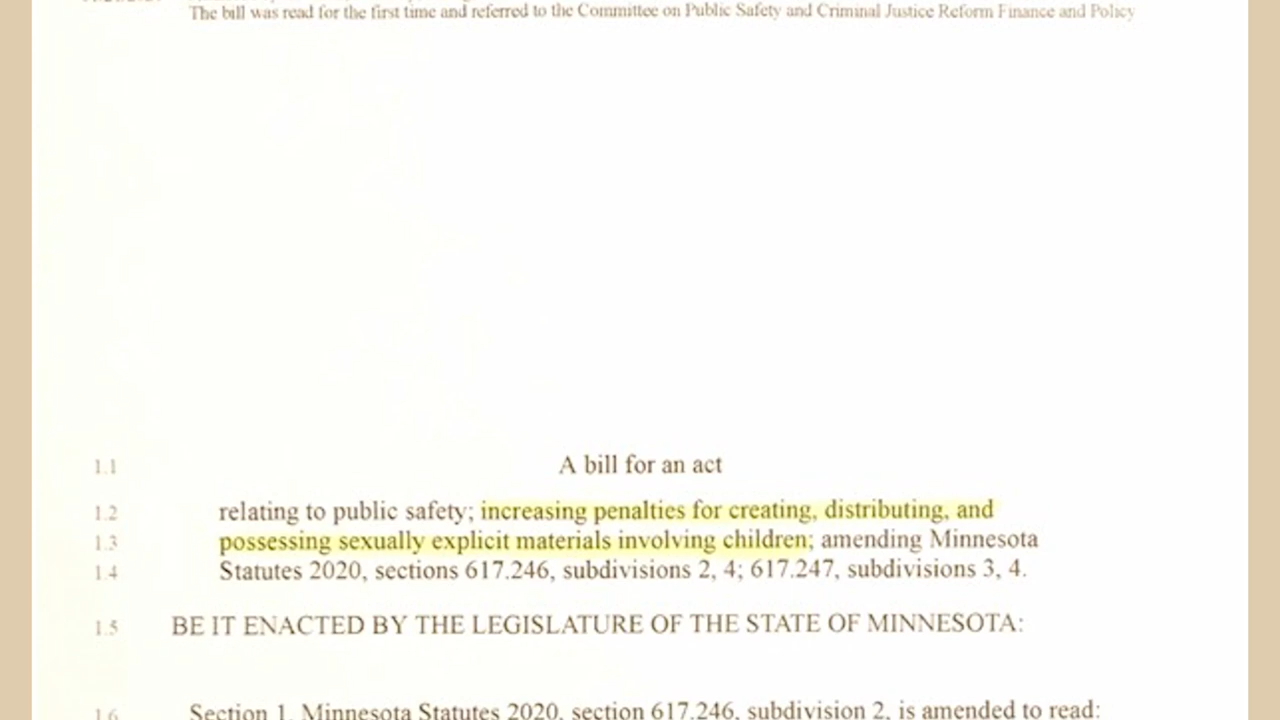 The bill was read for the first time and referred to the Committee on Public Safety and Criminal Justice Reform Finance and Policy
1.1 A bill for an act
1.2 relating to public safety; increasing penalties for creating, distributing, and
1.3 possessing sexually explicit materials involving children; amending Minnesota
1.4 Statutes 2020, sections 617.246, subdivisions 2, 4; 617.247, subdivisions 3, 4.
1.5 BE IT ENACTED BY THE LEGISLATURE OF THE STATE OF MINNESOTA:
1.6 Section 1. Minnesota Statutes 2020, section 617.246, subdivision 2, is amended to read: